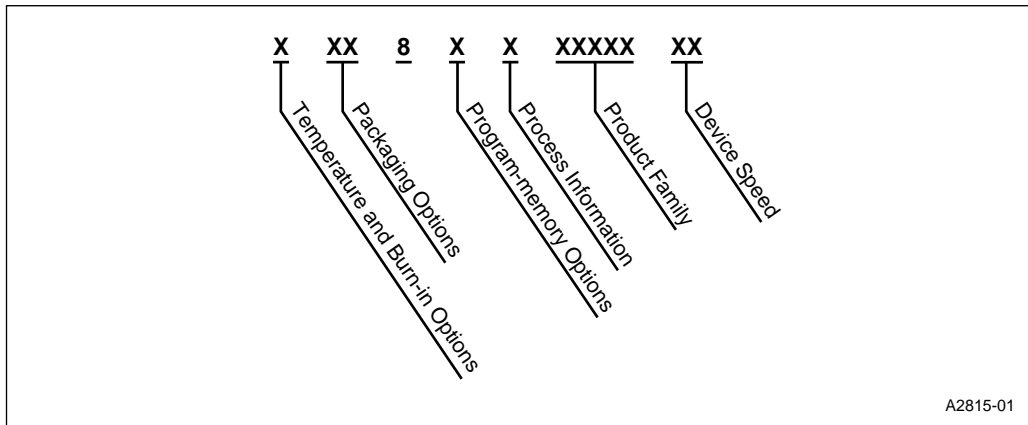 X XX 8 X X XXXXX XX
Temperature and Burn-in Options
Packaging Options
Program-memory Options
Process Information
Product Family
Device Speed
A2815-01